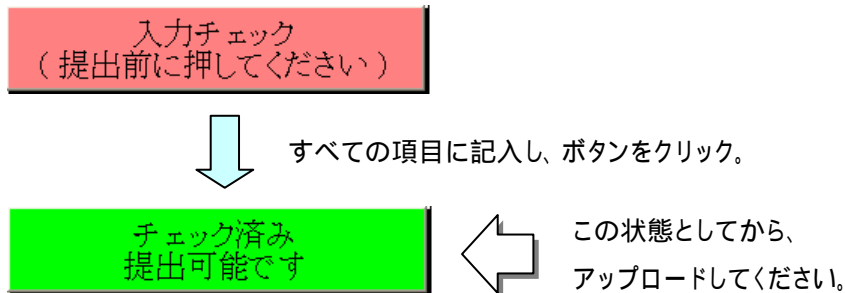 入力チェック
(提出前に押してください)
すべての項目に記入し、ボタンをクリック。
チェック済み
提出可能です
この状態としてから、
アップロードしてください。